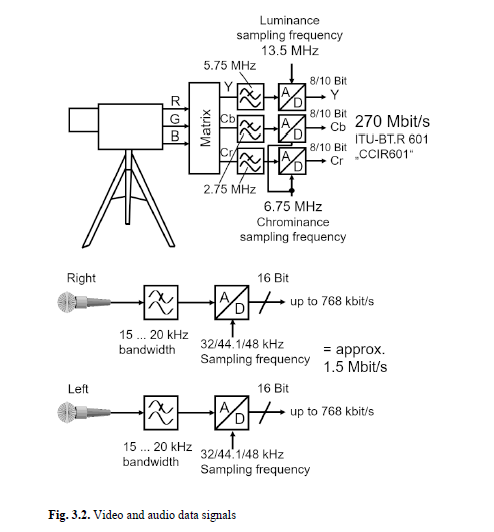 Luminance
sampling frequency
13.5 MHz
5.75 MHz
8/10 Bit
R
Y
A
D
Y
G
Matrix
Cb
A
D
8/10 Bit
Cb
270 Mbit/s
B
ITU-BT.R 601
8/10 Bit
Cr
A
D
Cr
„CCIR601“
2.75 MHz
6.75 MHz
Chrominance
sampling frequency
Right
16 Bit
A
D
up to 768 kbit/s
15 ... 20 kHz
bandwidth
32/44.1/48 kHz
Sampling frequency
= approx.
1.5 Mbit/s
Left
16 Bit
A
D
up to 768 kbit/s
15 ... 20 kHz
bandwidth
32/44.1/48 kHz
Sampling frequency
Fig. 3.2. Video and audio data signals